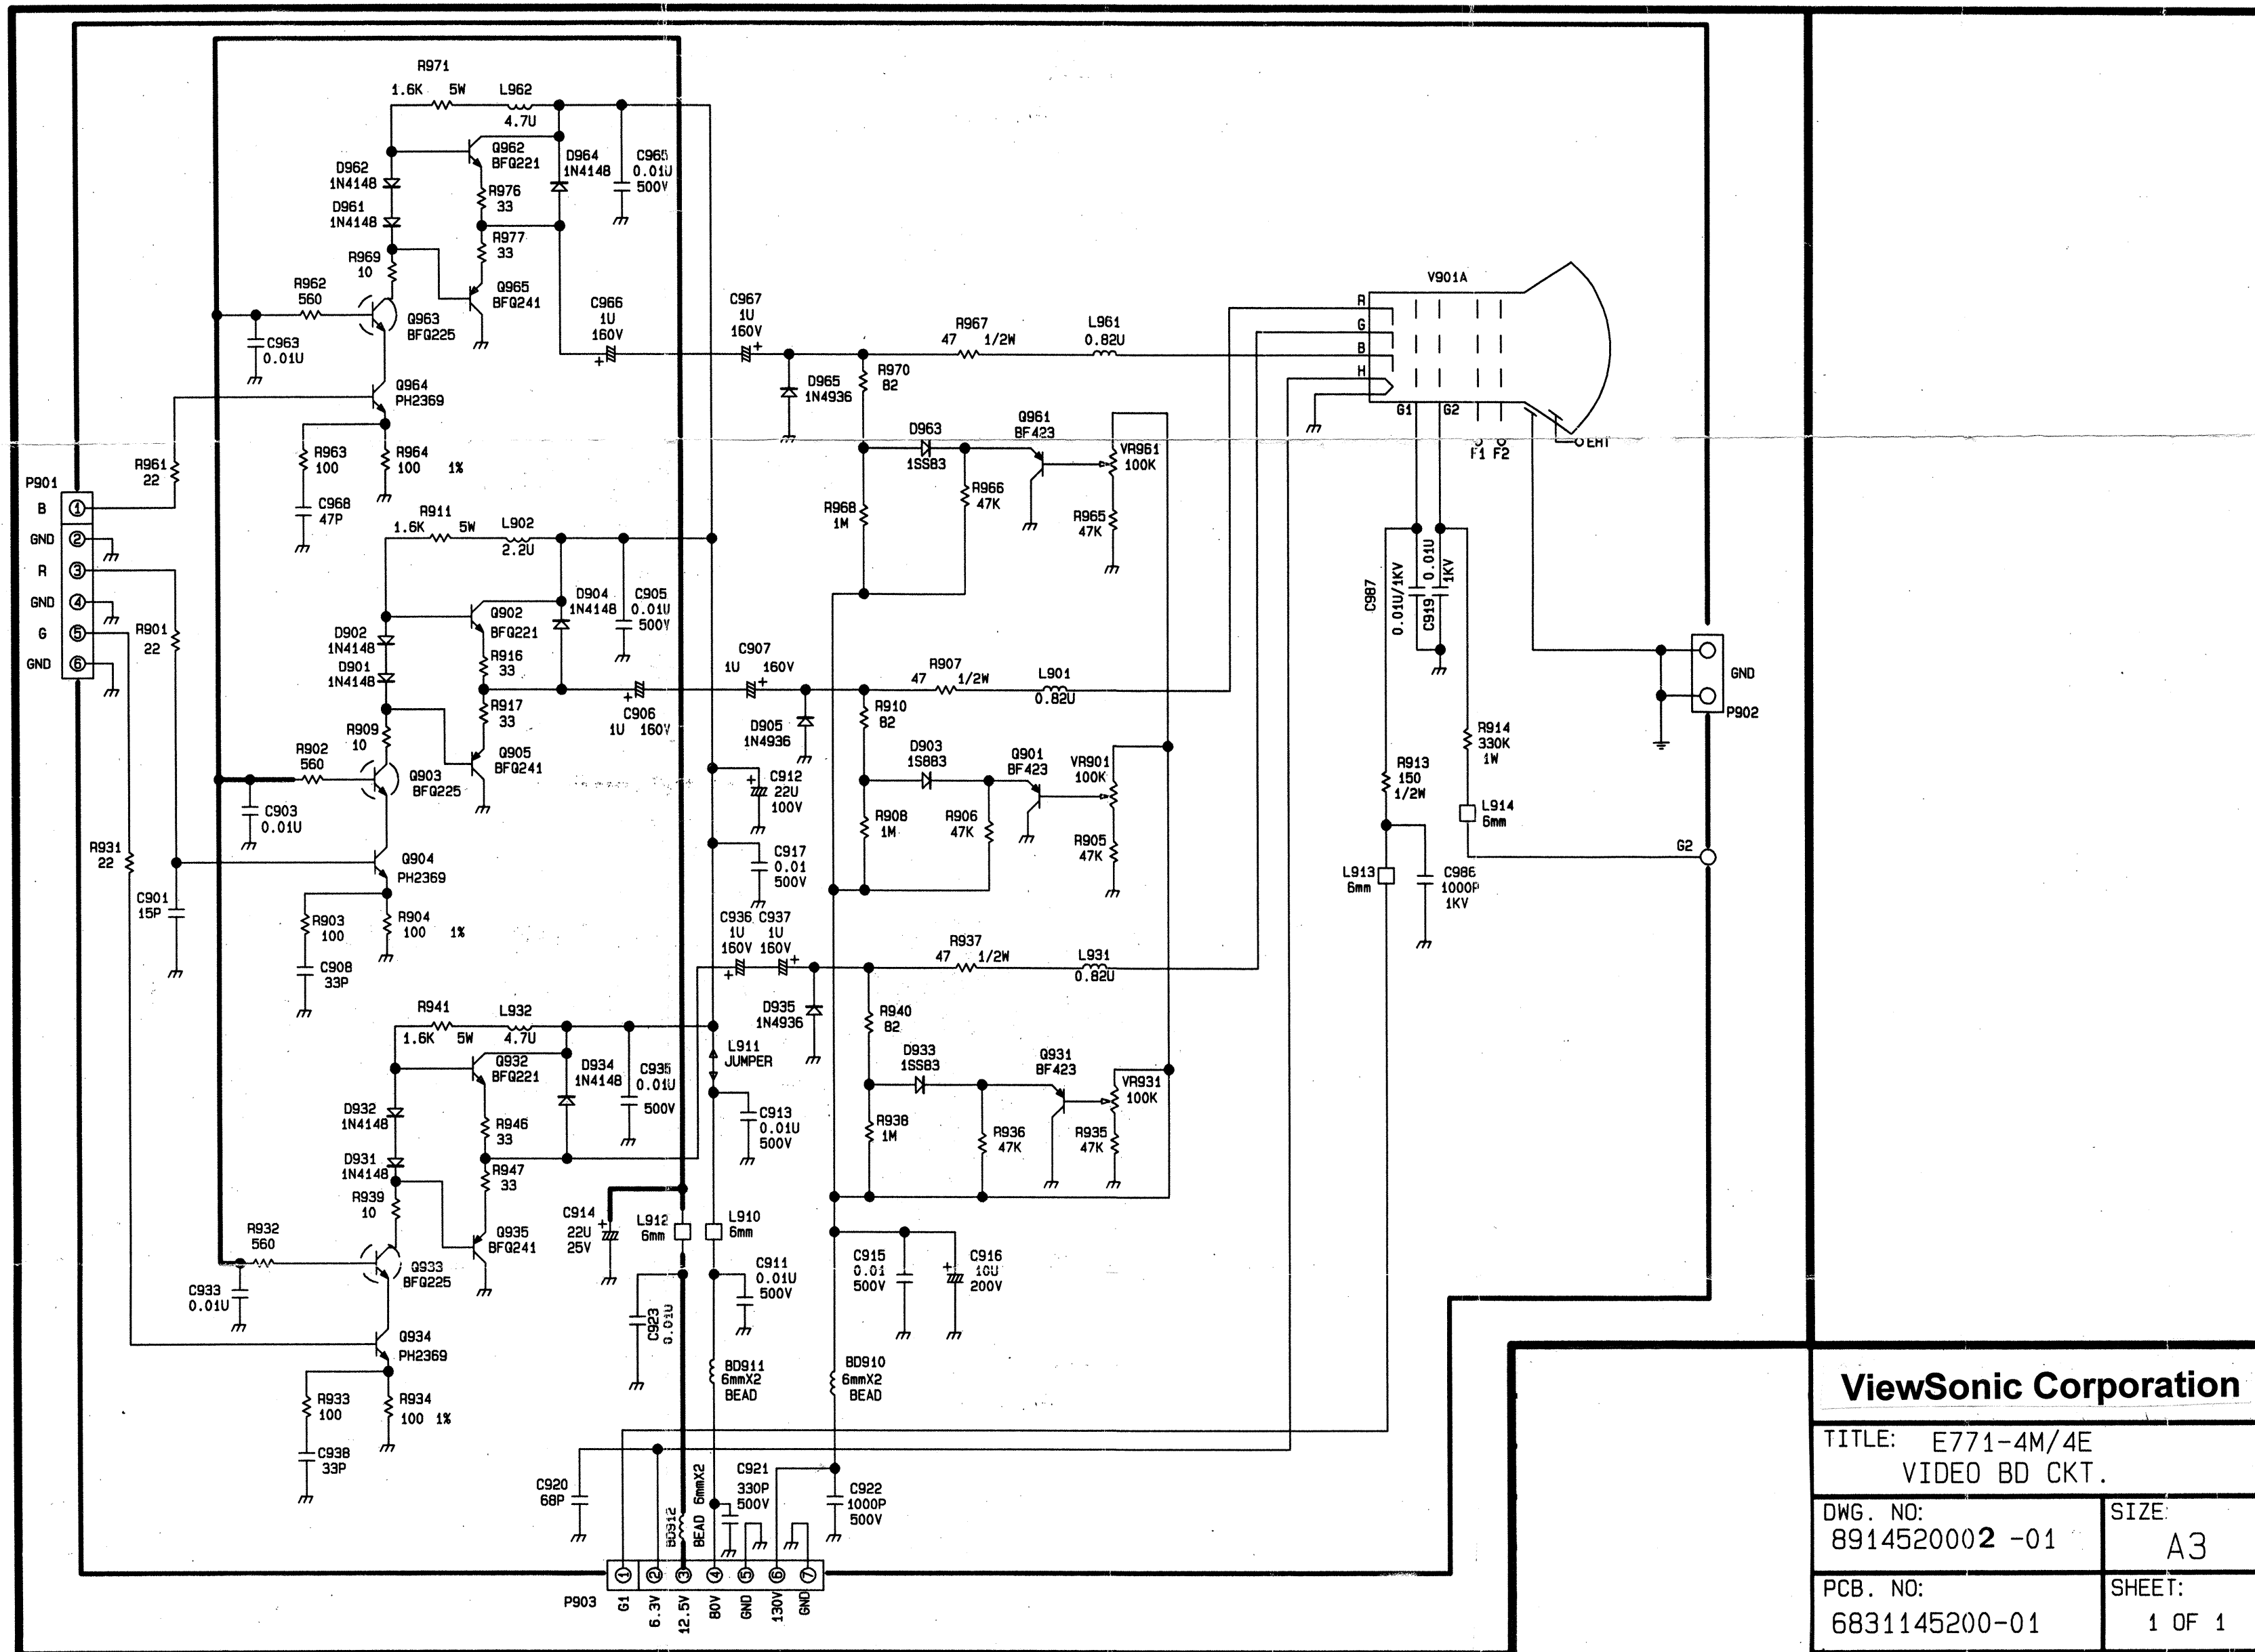 R971
1.6K 5W
L962
4.7U
Q962
BFQ221
D964
1N4148
C965
0.01U
500V
D962
1N4148
R976
33
D961
1N4148
R977
33
R969
10
Q965
BFQ241
R962
560
C963
0.01U
Q963
BFQ225
C966
1U
160V
+
C967
1U
160V
+
R967
47 1/2W
L961
0.82U
V901A
R
G
B
H
G1
G2
F1 F2
EHT
D965
1N4936
R970
82
Q964
PH2369
R963
100
R964
100 1%
C968
47P
R961
22
D963
1SS83
Q961
BF423
VR961
100K
R966
47K
R968
1M
R965
47K
P901
B
①
GND
②
R
③
GND
④
G
⑤
GND
⑥
R911
1.6K 5W
L902
2.2U
Q902
BFQ221
D904
1N4148
C905
0.01U
500V
D902
1N4148
R901
22
R916
33
D901
1N4148
R917
33
C906
1U 160V
+
C907
1U 160V
+
R907
47 1/2W
L901
0.82U
D905
1N4936
R910
82
R909
10
Q905
BFQ241
R902
560
Q903
BFQ225
C903
0.01U
R931
22
Q904
PH2369
C901
15P
R903
100
R904
100 1%
C908
33P
+
C912
22U
100V
C917
0.01
500V
D903
1S883
Q901
BF423
VR901
100K
R908
1M
R906
47K
R905
47K
C987
0.01U/1KV
C919 0.01U
1KV
R913
150
1/2W
R914
330K
1W
L914
6mm
L913
6mm
C986
1000P
1KV
GND
P902
G2
C936
1U
160V
+
C937
1U
160V
+
R937
47 1/2W
L931
0.82U
D935
1N4936
R940
82
R941
1.6K 5W
L932
4.7U
Q932
BFQ221
D934
1N4148
C935
0.01U
500V
L911
JUMPER
D932
1N4148
R946
33
C913
0.01U
500V
D933
1SS83
Q931
BF423
VR931
100K
R938
1M
R936
47K
R935
47K
D931
1N4148
R947
33
R939
10
Q935
BFQ241
R932
560
Q933
BFQ225
C933
0.01U
C914
22U
25V
+
L912
6mm
L910
6mm
C911
0.01U
500V
C923
0.01U
C915
0.01
500V
C916
10U
200V
+
Q934
PH2369
R933
100
R934
100 1%
C938
33P
BD911
6mmX2
BEAD
BD910
6mmX2
BEAD
C920
68P
BD912
BEAD 6mmX2
C921
330P
500V
C922
1000P
500V
P903
① ② ③ ④ ⑤ ⑥ ⑦
G1
6.3V
12.5V
80V
GND
130V
GND
ViewSonic Corporation
TITLE: E771-4M/4E
VIDEO BD CKT.
DWG. NO:
8914520002 -01
SIZE:
A3
PCB. NO:
6831145200-01
SHEET:
1 OF 1